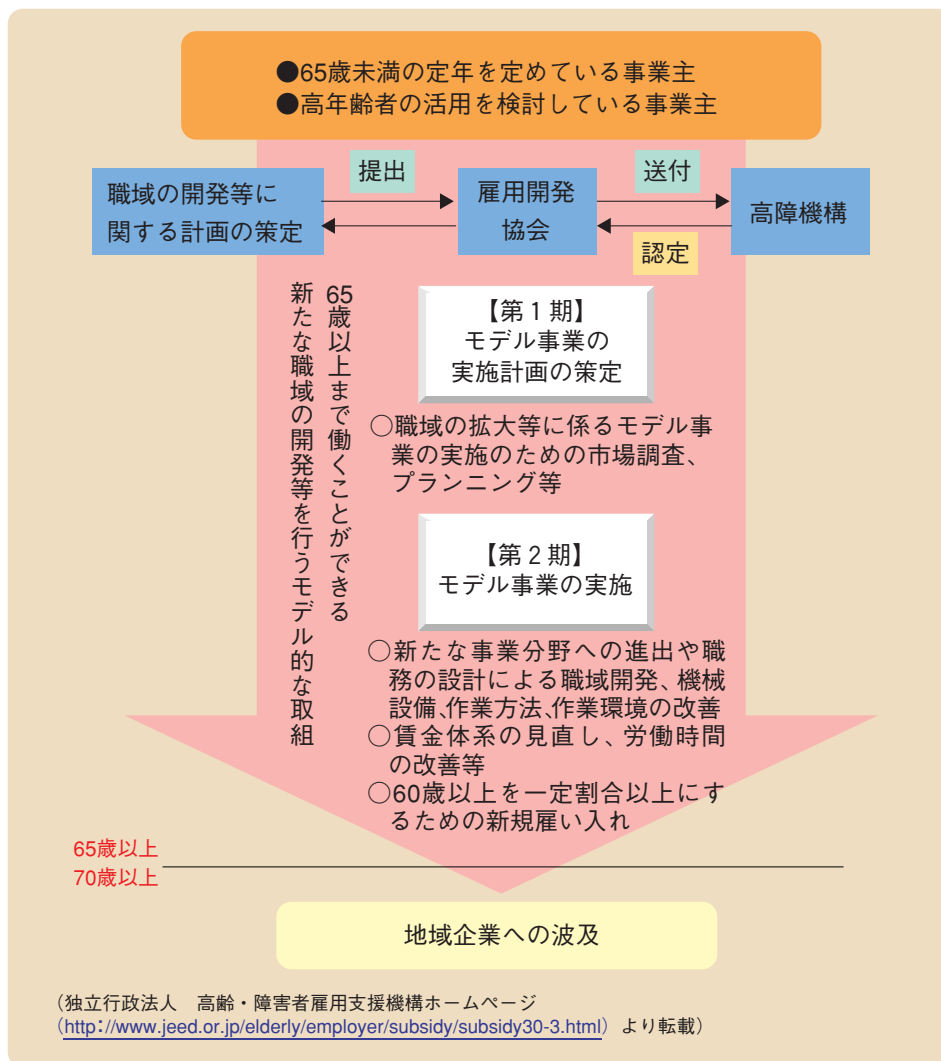 ●65歳未満の定年を定めている事業主
●高年齢者の活用を検討している事業主
提出
送付
職域の開発等に
関する計画の策定
雇用開発
協会
高障機構
認定
65歳以上まで働くことができる
新たな職域の開発等を行うモデル的な取組
【第1期】
モデル事業の
実施計画の策定
○職域の拡大等に係るモデル事
業の実施のための市場調査、
プランニング等
【第2期】
モデル事業の実施
○新たな事業分野への進出や職
務の設計による職域開発、機械
設備、作業方法、作業環境の改善
○賃金体系の見直し、労働時間
の改善等
○60歳以上を一定割合以上にす
るための新規雇い入れ
65歳以上
70歳以上
地域企業への波及
(独立行政法人 高齢・障害者雇用支援機構ホームページ
(http://www.jeed.or.jp/elderly/employer/subsidy/subsidy30-3.html) より転載)